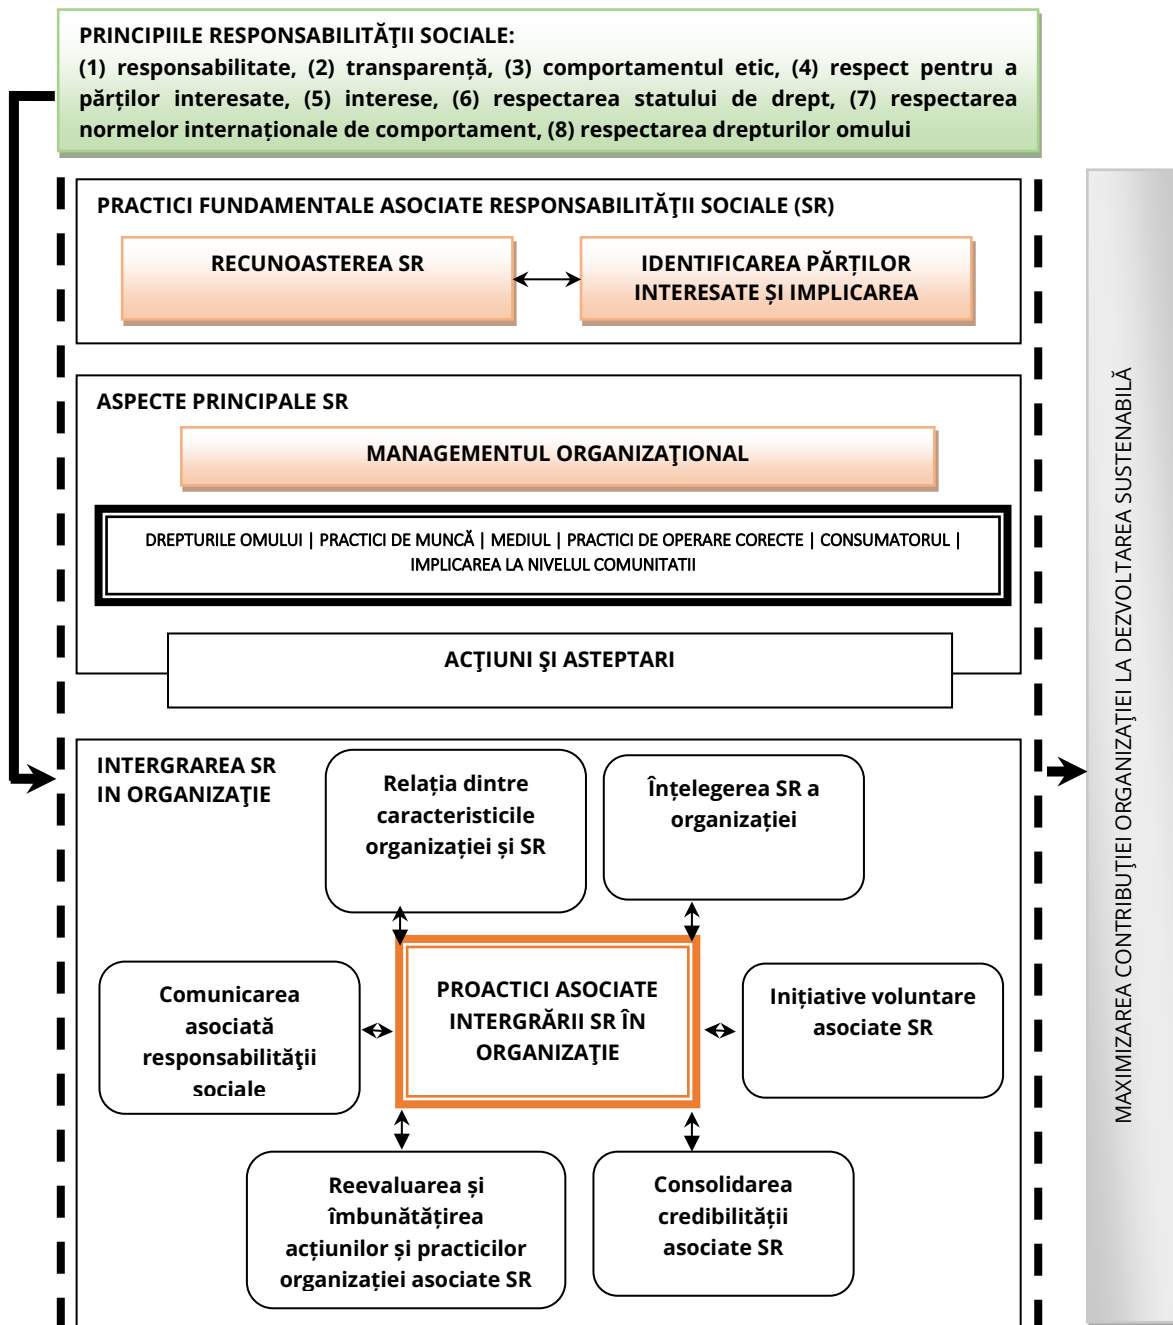 PRINCIPIILE RESPONSABILITĂŢII SOCIALE:
(1) responsabilitate, (2) transparență, (3) comportamentul etic, (4) respect pentru a
părților interesate, (5) interese, (6) respectarea statului de drept, (7) respectarea
normelor internaționale de comportament, (8) respectarea drepturilor omului
PRACTICI FUNDAMENTALE ASOCIATE RESPONSABILITĂŢII SOCIALE (SR)
RECUNOASTEREA SR
IDENTIFICAREA PĂRȚILOR
INTERESATE ȘI IMPLICAREA
ASPECTE PRINCIPALE SR
MANAGEMENTUL ORGANIZAŢIONAL
DREPTURILE OMULUI | PRACTICI DE MUNCĂ | MEDIUL | PRACTICI DE OPERARE CORECTE | CONSUMATORUL |
IMPLICAREA LA NIVELUL COMUNITATII
ACŢIUNI ŞI ASTEPTARI
INTERGRAREA SR
IN ORGANIZAŢIE
Relația dintre
caracteristicile
organizației și SR
Înțelegerea SR a
organizației
Comunicarea
asociată
responsabilităţii
sociale
PROACTICI ASOCIATE
INTERGRĂRII SR ÎN
ORGANIZAŢIE
Inițiative voluntare
asociate SR
Reevaluarea și
îmbunătățirea
acțiunilor și practicilor
organizației asociate SR
Consolidarea
credibilității
asociate SR
MAXIMIZAREA CONTRIBUŢIEI ORGANIZAŢIEI LA DEZVOLTAREA SUSTENABILĂ